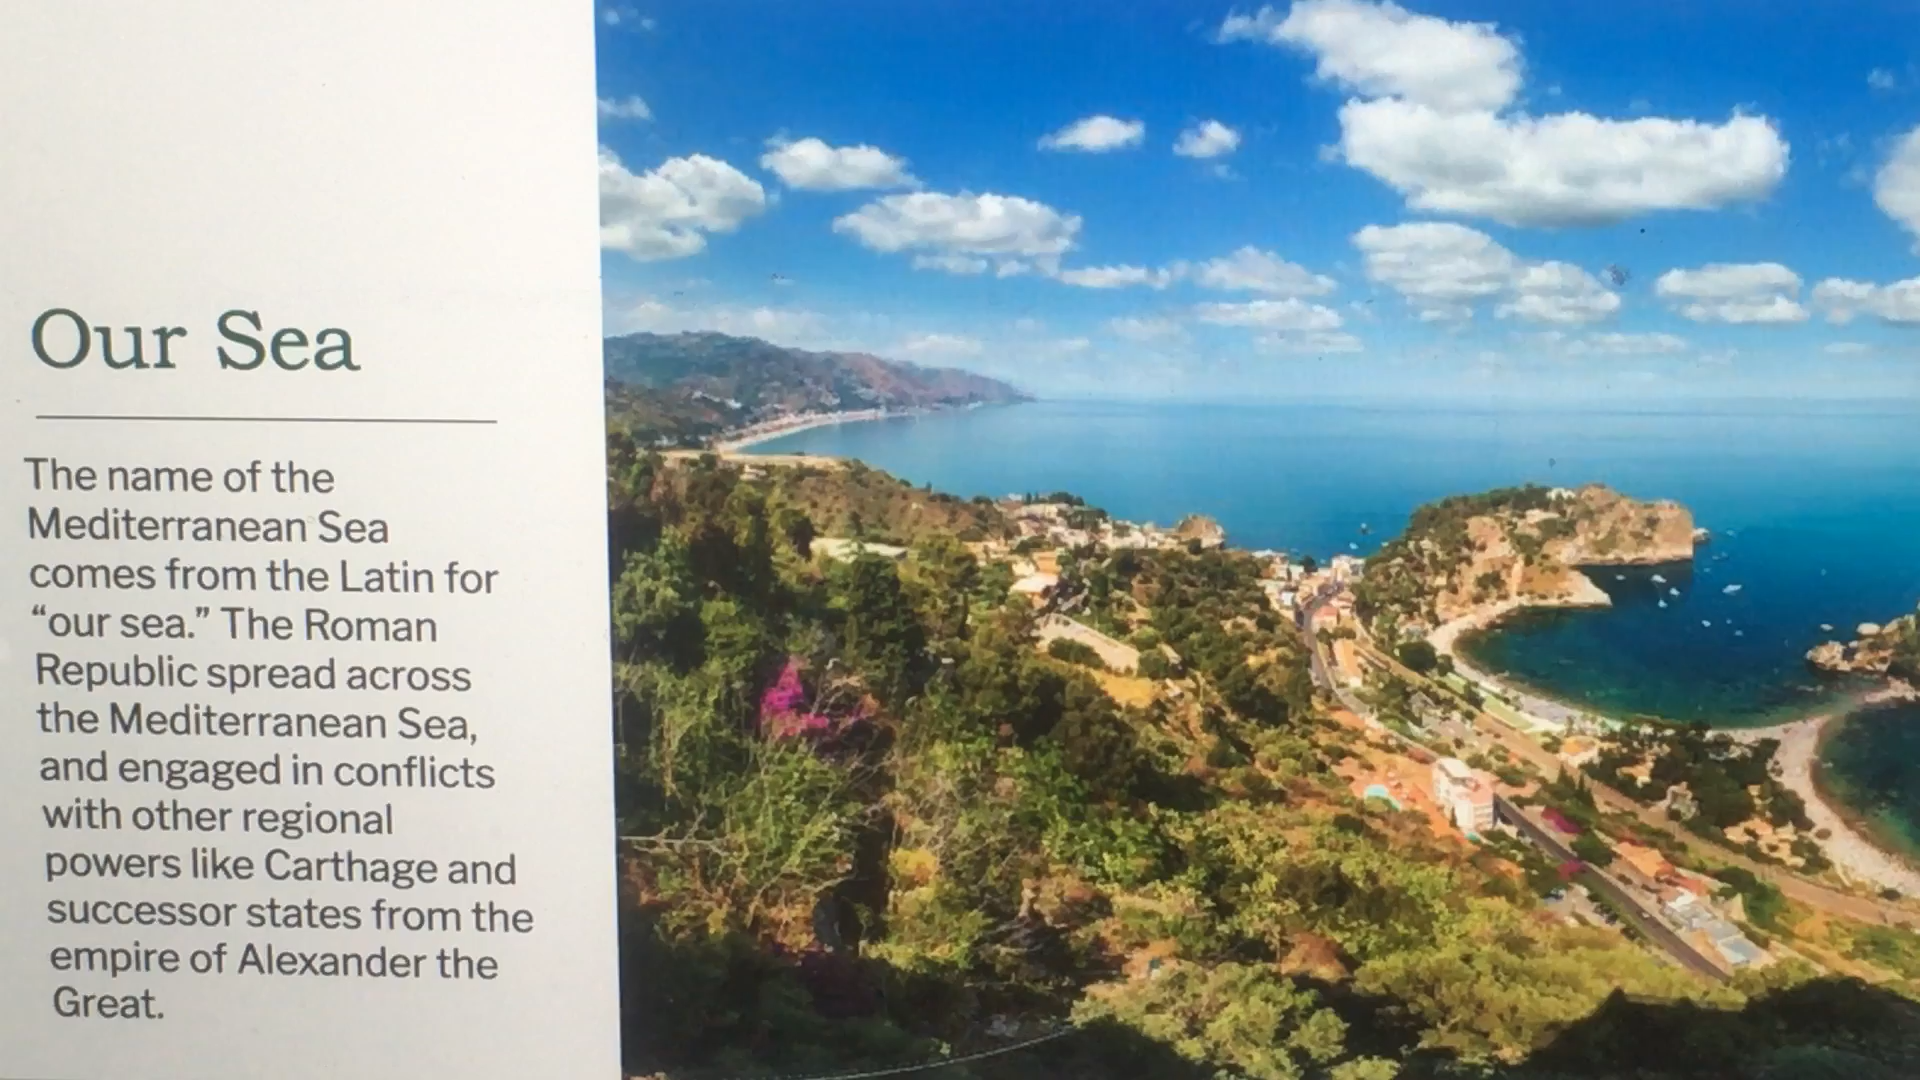 Our Sea
The name of the
Mediterranean Sea
comes from the Latin for
“our sea.” The Roman
Republic spread across
the Mediterranean Sea,
and engaged in conflicts
with other regional
powers like Carthage and
successor states from the
empire of Alexander the
Great.